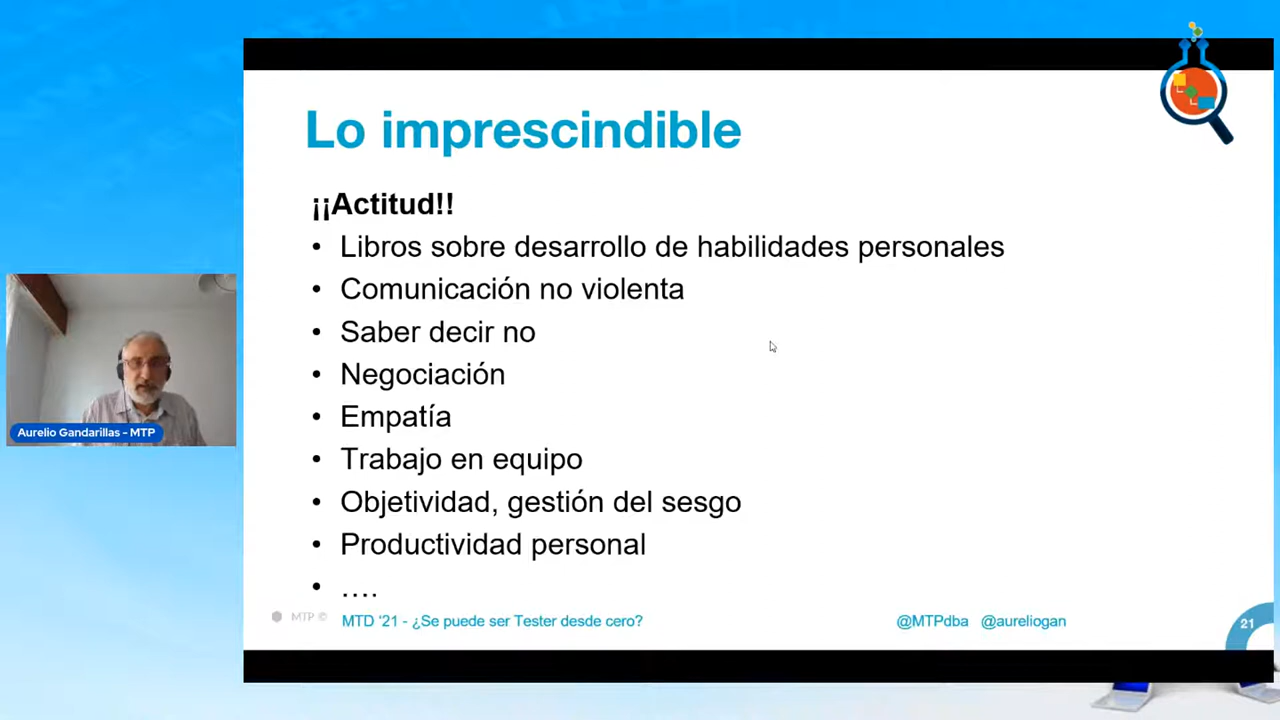 Lo imprescindible
¡¡Actitud!!
• Libros sobre desarrollo de habilidades personales
• Comunicación no violenta
• Saber decir no
• Negociación
• Empatía
• Trabajo en equipo
• Objetividad, gestión del sesgo
• Productividad personal
• ….
MTP © MTD '21 - ¿Se puede ser Tester desde cero? @MTPdba @aureliogan 21
Aurelio Gandarillas - MTP